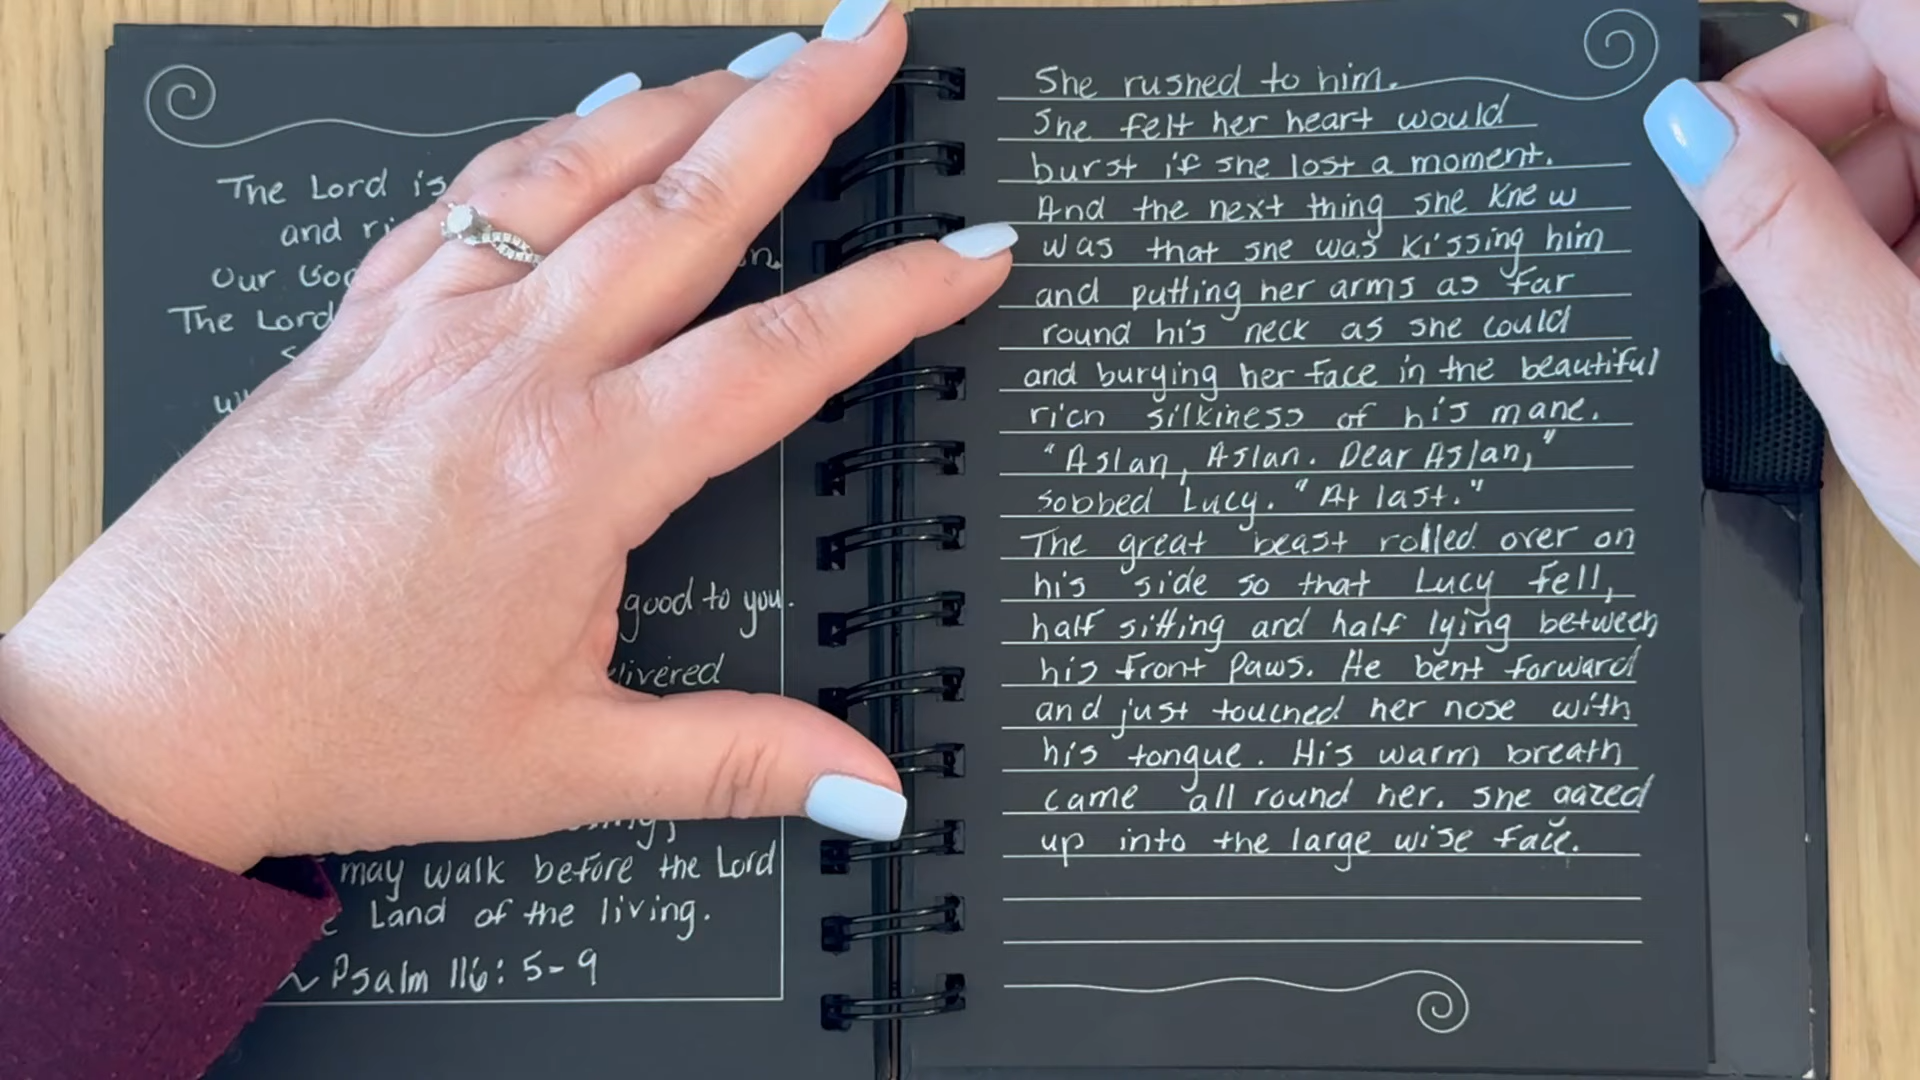 The Lord is
and
Our
The Lord
good to you.
may walk before the Lord
Land of the living.
~ Psalm 116: 5-9
She rushed to him.
She felt her heart would
burst if she lost a moment.
And the next thing she knew
was that she was kissing him
and putting her arms as far
round his neck as she could
and burying her face in the beautiful
rich silkiness of his mane.
"Aslan, Aslan. Dear Aslan,"
sobbed Lucy. "At last."
The great beast rolled over on
his side so that Lucy fell,
half sitting and half lying between
his front paws. He bent forward
and just touched her nose with
his tongue. His warm breath
came all round her. She gazed
up into the large wise face.